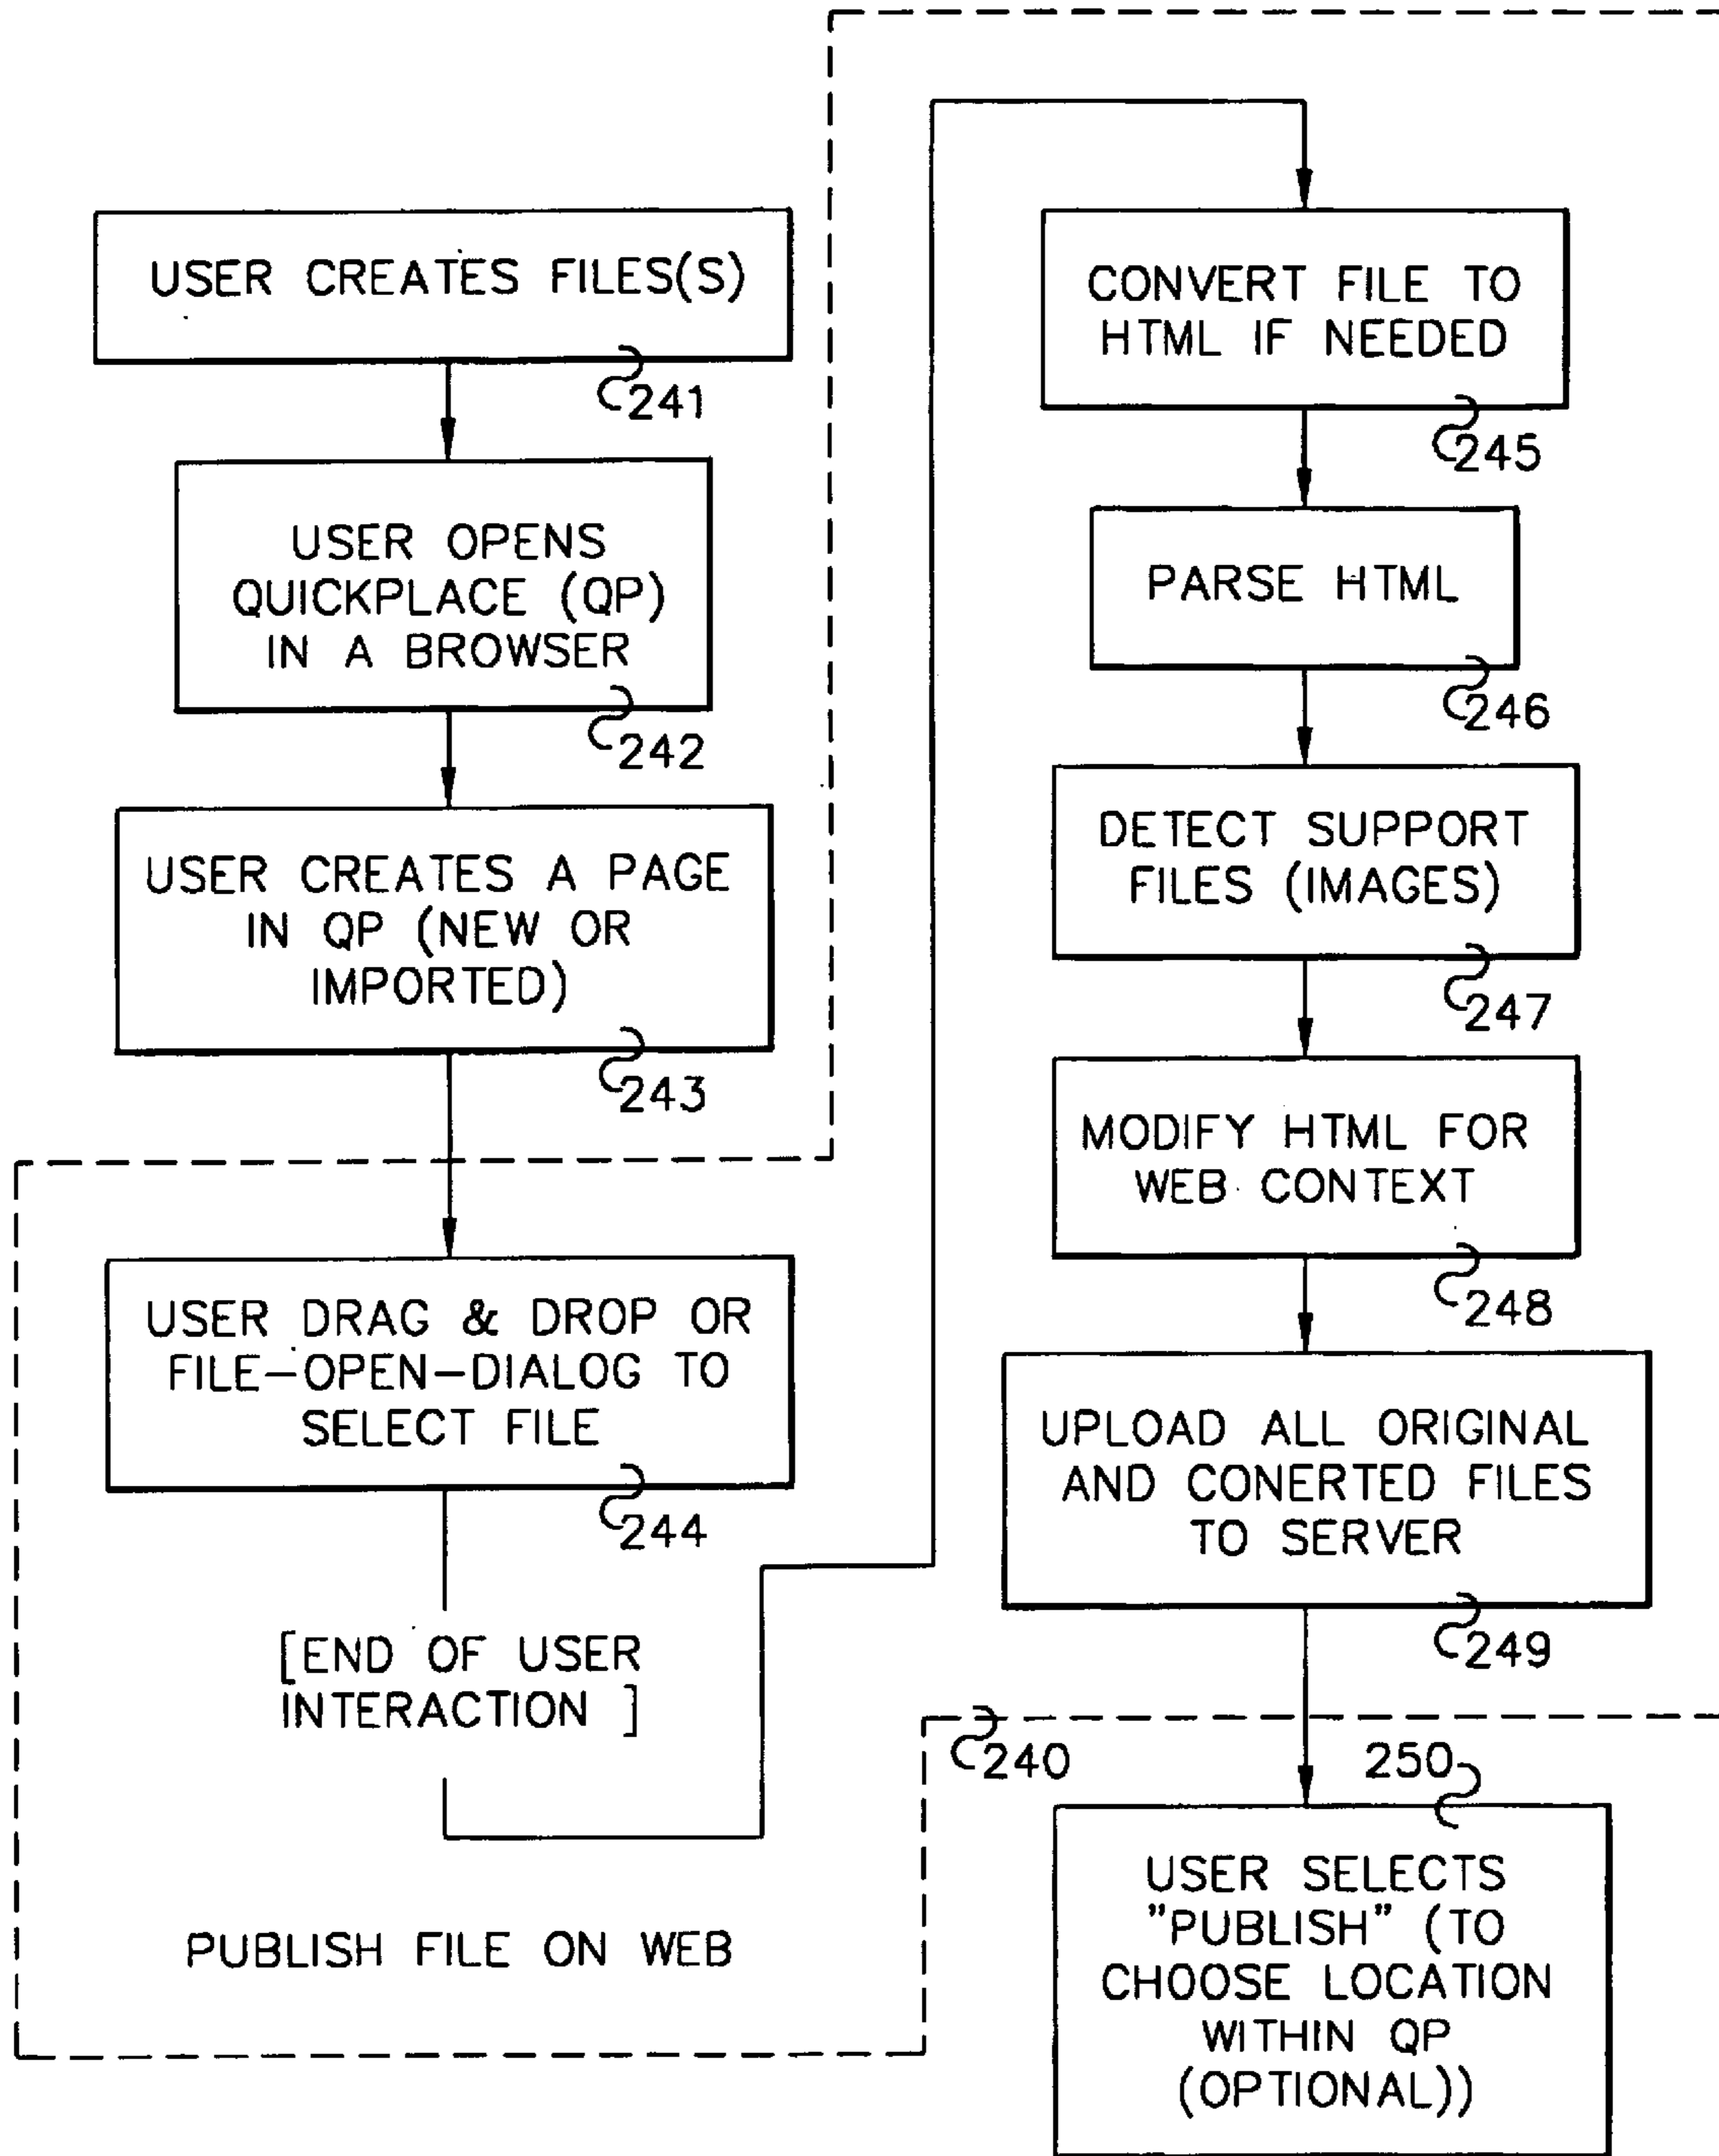 USER CREATES FILES(S)
241
USER OPENS
QUICKPLACE (QP)
IN A BROWSER
242
USER CREATES A PAGE
IN QP (NEW OR
IMPORTED)
243
USER DRAG & DROP OR
FILE-OPEN-DIALOG TO
SELECT FILE
244
[END OF USER
INTERACTION ]
PUBLISH FILE ON WEB
CONVERT FILE TO
HTML IF NEEDED
245
PARSE HTML
246
DETECT SUPPORT
FILES (IMAGES)
247
MODIFY HTML FOR
WEB CONTEXT
248
UPLOAD ALL ORIGINAL
AND CONERTED FILES
TO SERVER
249
240
250
USER SELECTS
"PUBLISH" (TO
CHOOSE LOCATION
WITHIN QP
(OPTIONAL))